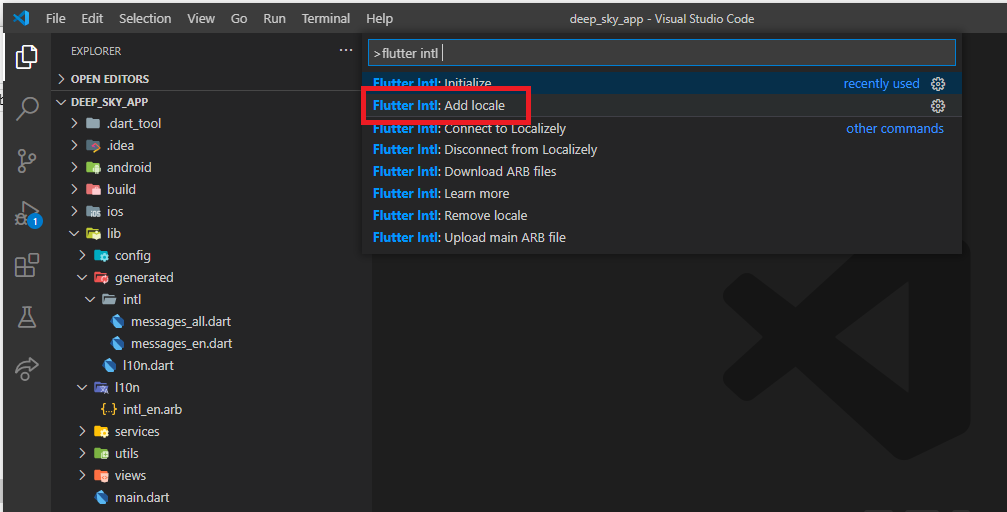 File Edit Selection View Go Run Terminal Help
deep_sky_app - Visual Studio Code
EXPLORER
OPEN EDITORS
DEEP_SKY_APP
.dart_tool
.idea
android
build
ios
lib
config
generated
intl
messages_all.dart
messages_en.dart
l10n.dart
l10n
intl_en.arb
services
utils
views
main.dart
1
>flutter intl
Flutter Intl: Initialize recently used
Flutter Intl: Add locale
Flutter Intl: Connect to Localizely other commands
Flutter Intl: Disconnect from Localizely
Flutter Intl: Download ARB files
Flutter Intl: Learn more
Flutter Intl: Remove locale
Flutter Intl: Upload main ARB file